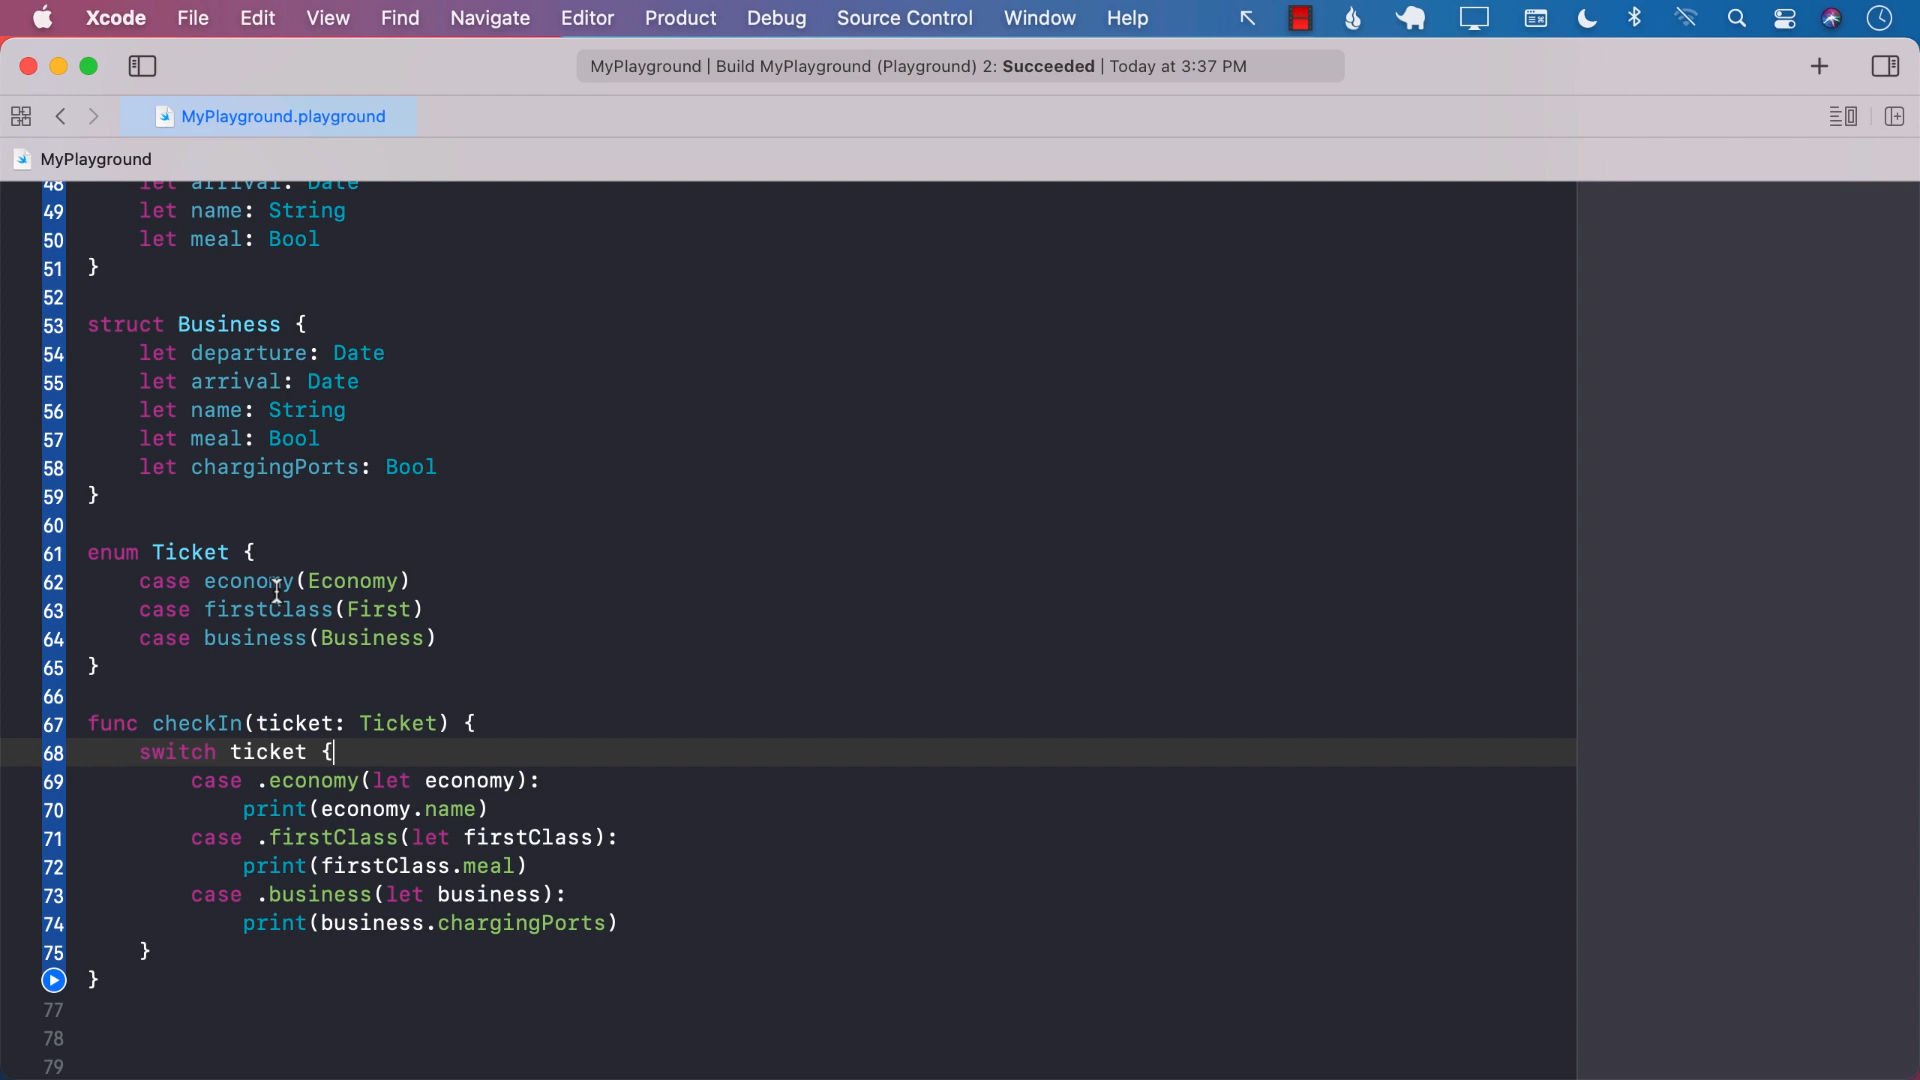 Xcode File Edit View Find Navigate Editor Product Debug Source Control Window Help
MyPlayground | Build MyPlayground (Playground) 2: Succeeded | Today at 3:37 PM
MyPlayground.playground
MyPlayground
48 let arrival: Date
49 let name: String
50 let meal: Bool
51 }
52
53 struct Business {
54 let departure: Date
55 let arrival: Date
56 let name: String
57 let meal: Bool
58 let chargingPorts: Bool
59 }
60
61 enum Ticket {
62 case economy(Economy)
63 case firstClass(First)
64 case business(Business)
65 }
66
67 func checkIn(ticket: Ticket) {
68 switch ticket {
69 case .economy(let economy):
70 print(economy.name)
71 case .firstClass(let firstClass):
72 print(firstClass.meal)
73 case .business(let business):
74 print(business.chargingPorts)
75 }
}
77
78
79